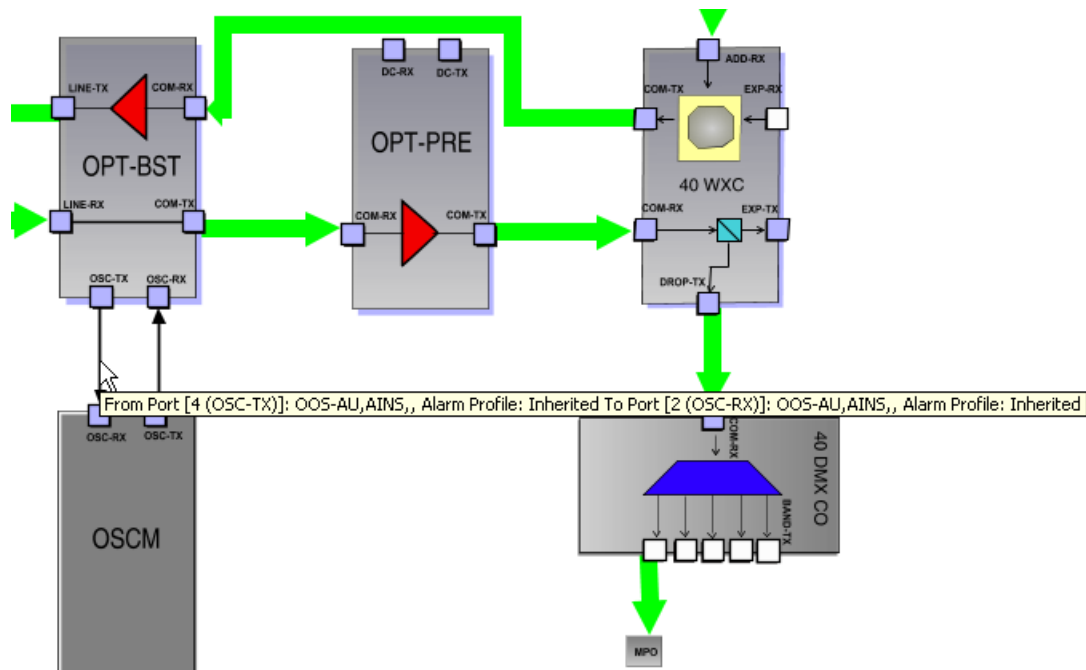 DC-RX DC-TX
ADD-RX
LINE-TX COM-RX
COM-TX EXP-RX
OPT-BST
OPT-PRE
40 WXC
LINE-RX COM-TX
COM-RX COM-TX
COM-RX EXP-TX
OSC-TX OSC-RX
DROP-TX
From Port [4 (OSC-TX)]: OOS-AU,AINS,, Alarm Profile: Inherited To Port [2 (OSC-RX)]: OOS-AU,AINS,, Alarm Profile: Inherited
OSC-RX OSC-TX
COM-RX
40 DMX CO
BAND-TX
OSCM
MPO